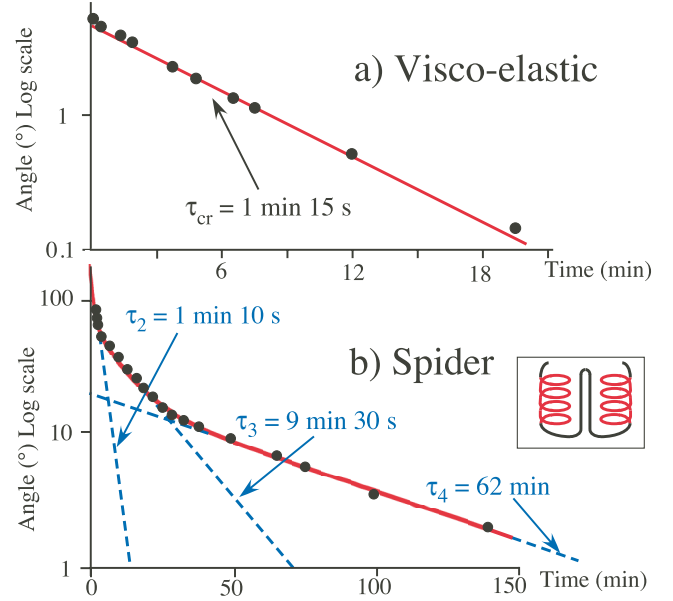 Angle (°) Log scale
a) Visco-elastic
1
τcr = 1 min 15 s
0.1
6
12
18
Time (min)
Angle (°) Log scale
100
τ2 = 1 min 10 s
b) Spider
τ3 = 9 min 30 s
10
τ4 = 62 min
1
0
50
100
150
Time (min)